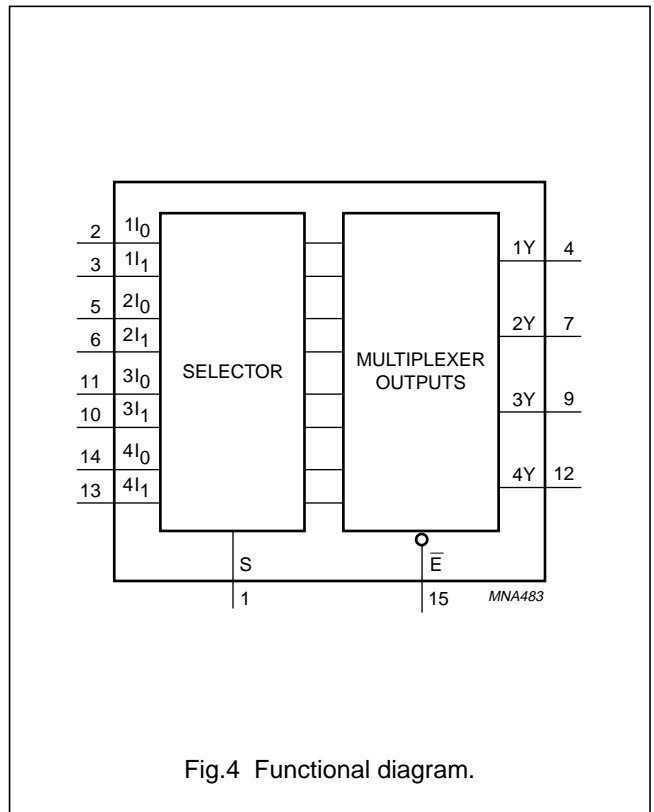 2 1I0
3 1I1
5 2I0
6 2I1
11 3I0
10 3I1
14 4I0
13 4I1
SELECTOR
MULTIPLEXER
OUTPUTS
1Y 4
2Y 7
3Y 9
4Y 12
S
E̅
1
15
MNA483
Fig.4 Functional diagram.